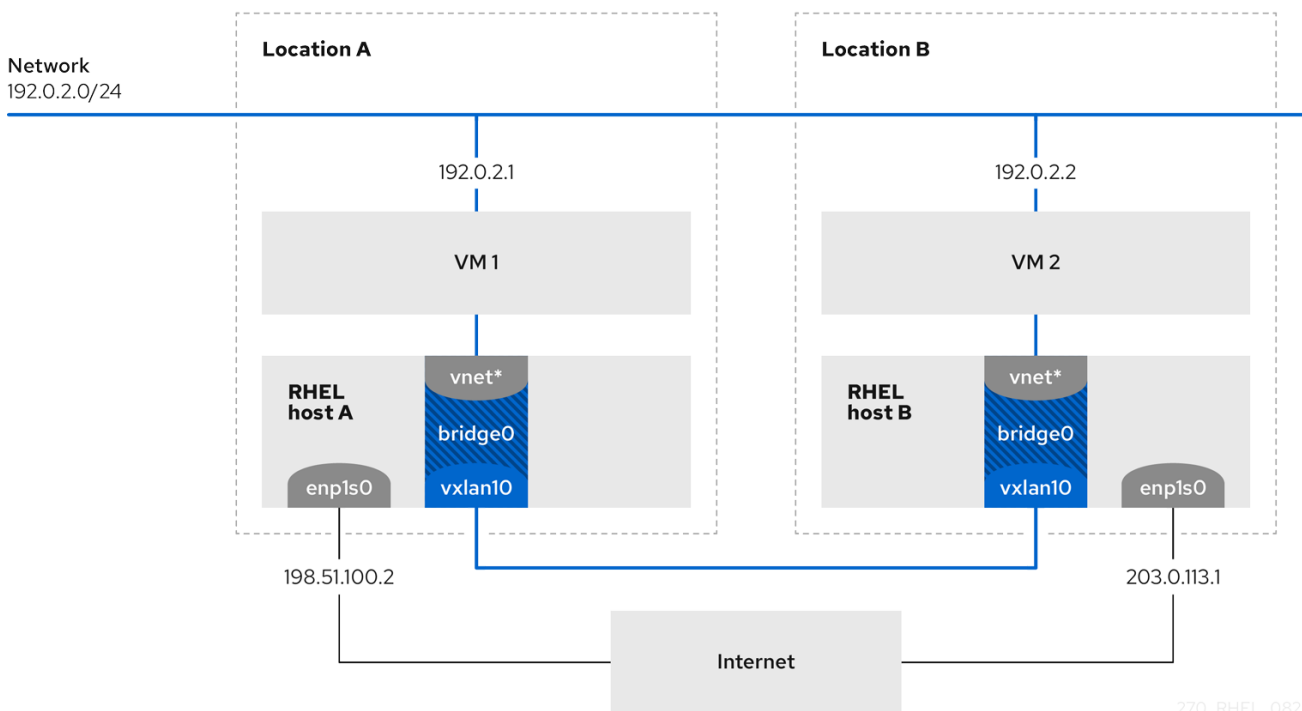 Network
192.0.2.0/24
Location A
Location B
192.0.2.1
192.0.2.2
VM 1
VM 2
RHEL
host A
vnet*
bridge0
enp1s0
vxlan10
RHEL
host B
vnet*
bridge0
vxlan10
enp1s0
198.51.100.2
203.0.113.1
Internet
270_RHEL_082